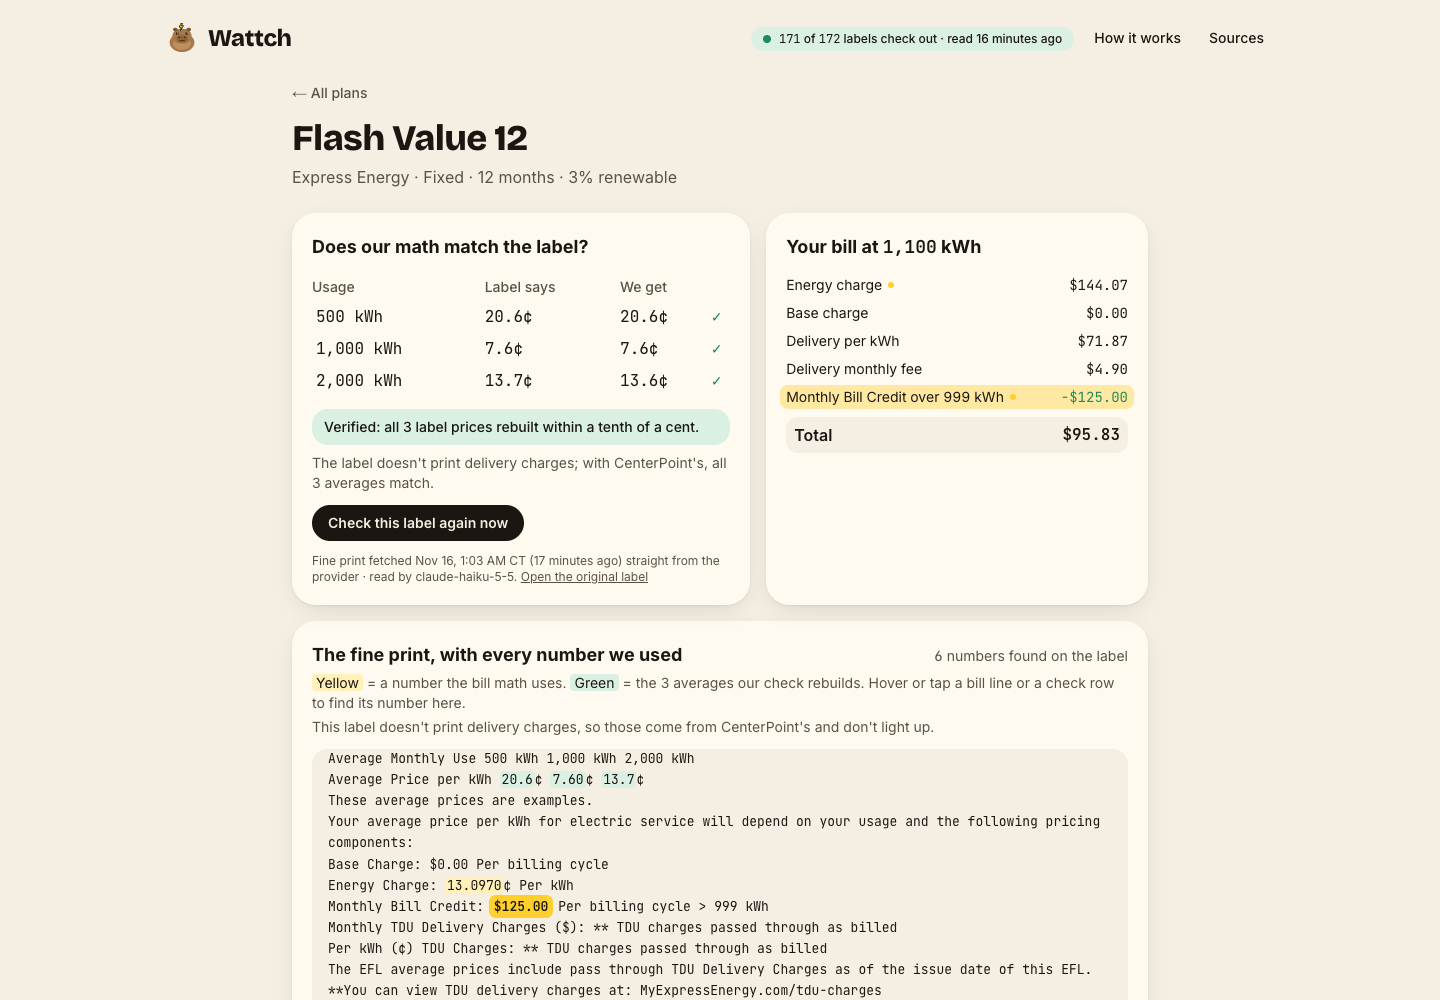 Wattch
171 of 172 labels check out · read 16 minutes ago
How it works
Sources
← All plans
Flash Value 12
Express Energy · Fixed · 12 months · 3% renewable
Does our math match the label?
Usage Label says We get
500 kWh 20.6¢ 20.6¢ ✓
1,000 kWh 7.6¢ 7.6¢ ✓
2,000 kWh 13.7¢ 13.6¢ ✓
Verified: all 3 label prices rebuilt within a tenth of a cent.
The label doesn't print delivery charges; with CenterPoint's, all
3 averages match.
Check this label again now
Fine print fetched Nov 16, 1:03 AM CT (17 minutes ago) straight from the
provider · read by claude-haiku-5-5. Open the original label
Your bill at 1,100 kWh
Energy charge $144.07
Base charge $0.00
Delivery per kWh $71.87
Delivery monthly fee $4.90
Monthly Bill Credit over 999 kWh -$125.00
Total $95.83
The fine print, with every number we used
6 numbers found on the label
Yellow = a number the bill math uses. Green = the 3 averages our check rebuilds. Hover or tap a bill line or a check row
to find its number here.
This label doesn't print delivery charges, so those come from CenterPoint's and don't light up.
Average Monthly Use 500 kWh 1,000 kWh 2,000 kWh
Average Price per kWh 20.6¢ 7.60¢ 13.7¢
These average prices are examples.
Your average price per kWh for electric service will depend on your usage and the following pricing
components:
Base Charge: $0.00 Per billing cycle
Energy Charge: 13.0970¢ Per kWh
Monthly Bill Credit: $125.00 Per billing cycle > 999 kWh
Monthly TDU Delivery Charges ($): ** TDU charges passed through as billed
Per kWh (¢) TDU Charges: ** TDU charges passed through as billed
The EFL average prices include pass through TDU Delivery Charges as of the issue date of this EFL.
**You can view TDU delivery charges at: MyExpressEnergy.com/tdu-charges